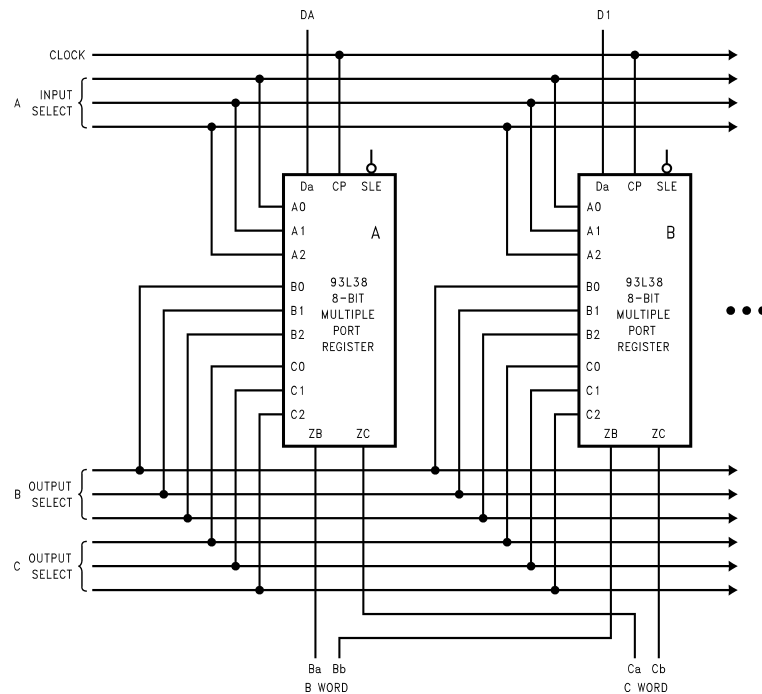 DA D1
CLOCK
INPUT
A SELECT
Da CP SLE Da CP SLE
A0 A0
A1 A B A1
A2 A2
B0 93L38 B0 93L38
8-BIT 8-BIT
B1 MULTIPLE B1 MULTIPLE
PORT PORT
B2 REGISTER B2 REGISTER
C0 C0
C1 C1
C2 C2
ZB ZC ZB ZC
B OUTPUT
SELECT
C OUTPUT
SELECT
Ba Bb Ca Cb
B WORD C WORD